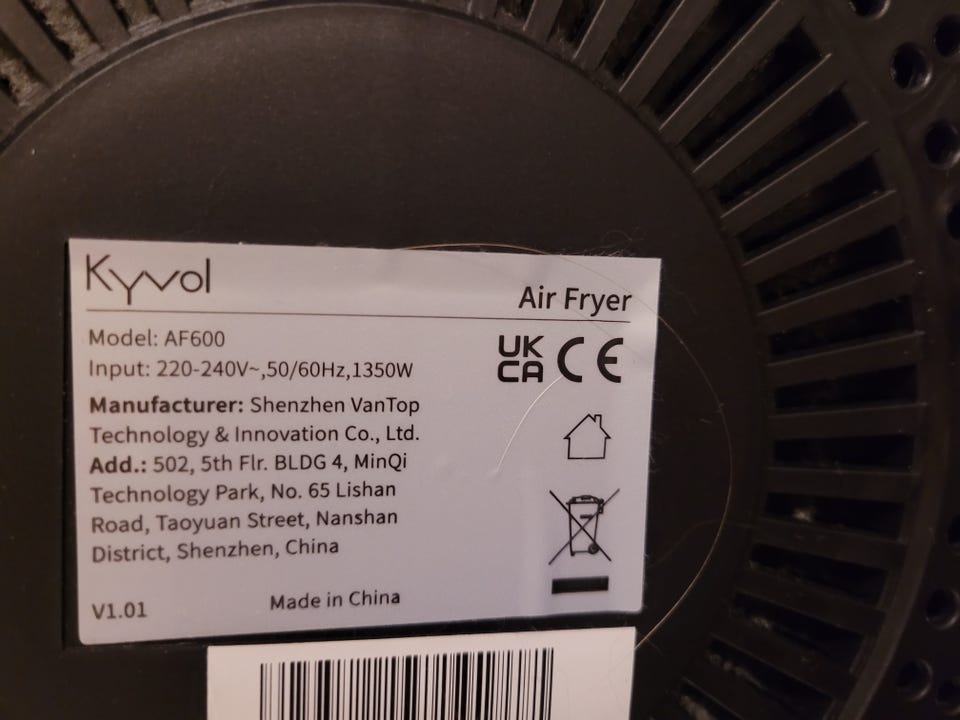 Kyvol
Air Fryer
Model: AF600
Input: 220-240V~,50/60Hz,1350W
UK
CA CE
Manufacturer: Shenzhen VanTop
Technology & Innovation Co., Ltd.
Add.: 502, 5th Flr. BLDG 4, MinQi
Technology Park, No. 65 Lishan
Road, Taoyuan Street, Nanshan
District, Shenzhen, China
V1.01
Made in China